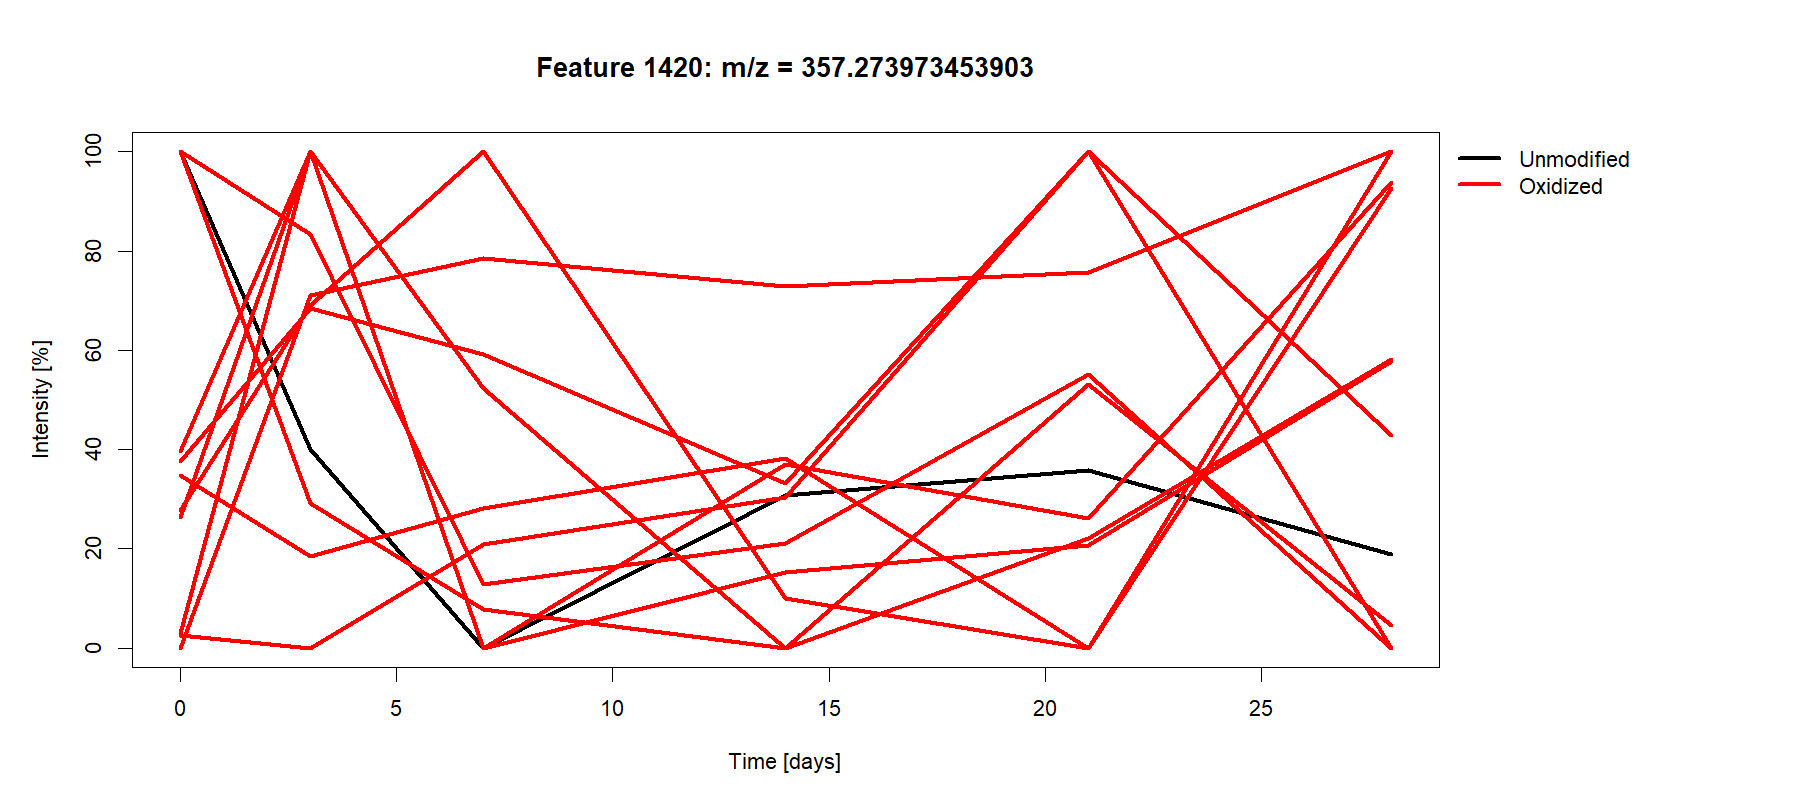 Feature 1420: m/z = 357.273973453903
Unmodified
Oxidized
100
80
60
40
20
0
Intensity [%]
0 5 10 15 20 25
Time [days]